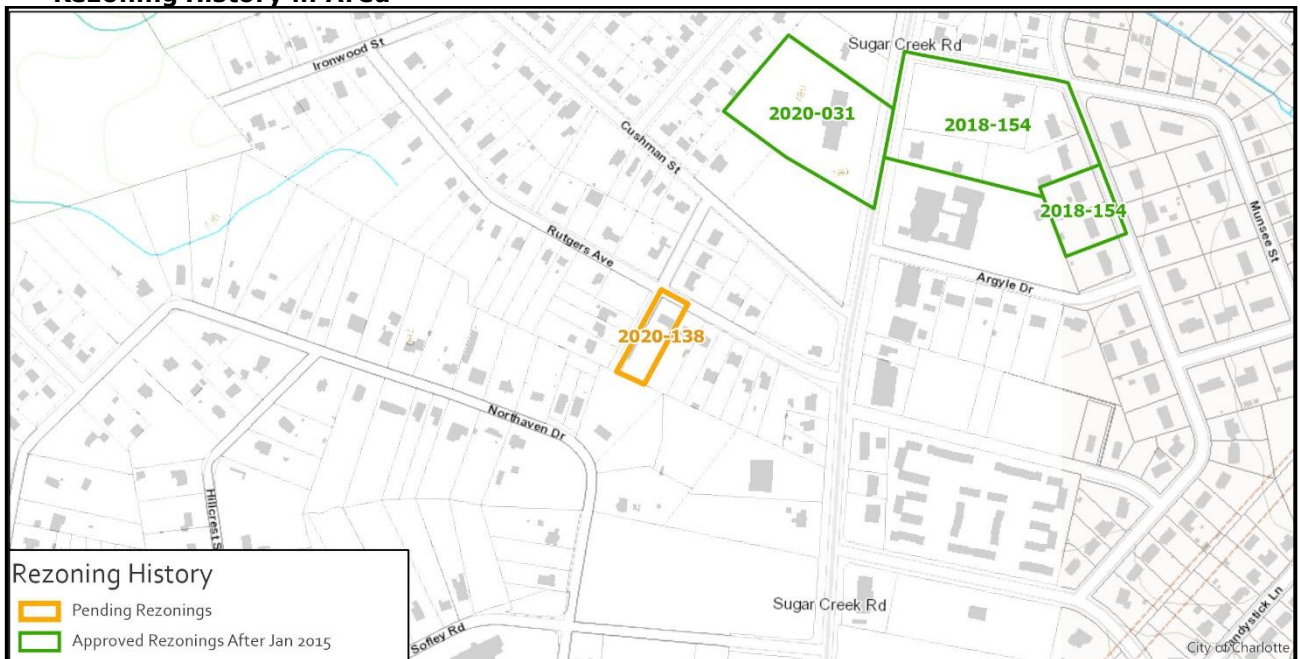 Rezoning History in Area
Sugar Creek Rd
Ironwood St
2020-031
2018-154
Cushman St
2018-154
Munsee St
Rutgers Ave
Argyle Dr
2020-138
Northaven Dr
Hillcrest S
Rezoning History
Pending Rezonings
Approved Rezonings After Jan 2015
Sofley Rd
Sugar Creek Rd
andystick Ln
City of Charlotte